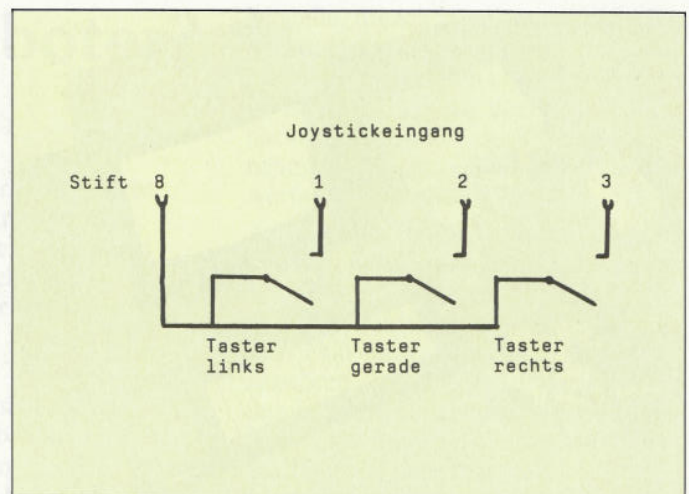 Joystickeingang
Stift 8 1 2 3
Taster Taster Taster
links gerade rechts